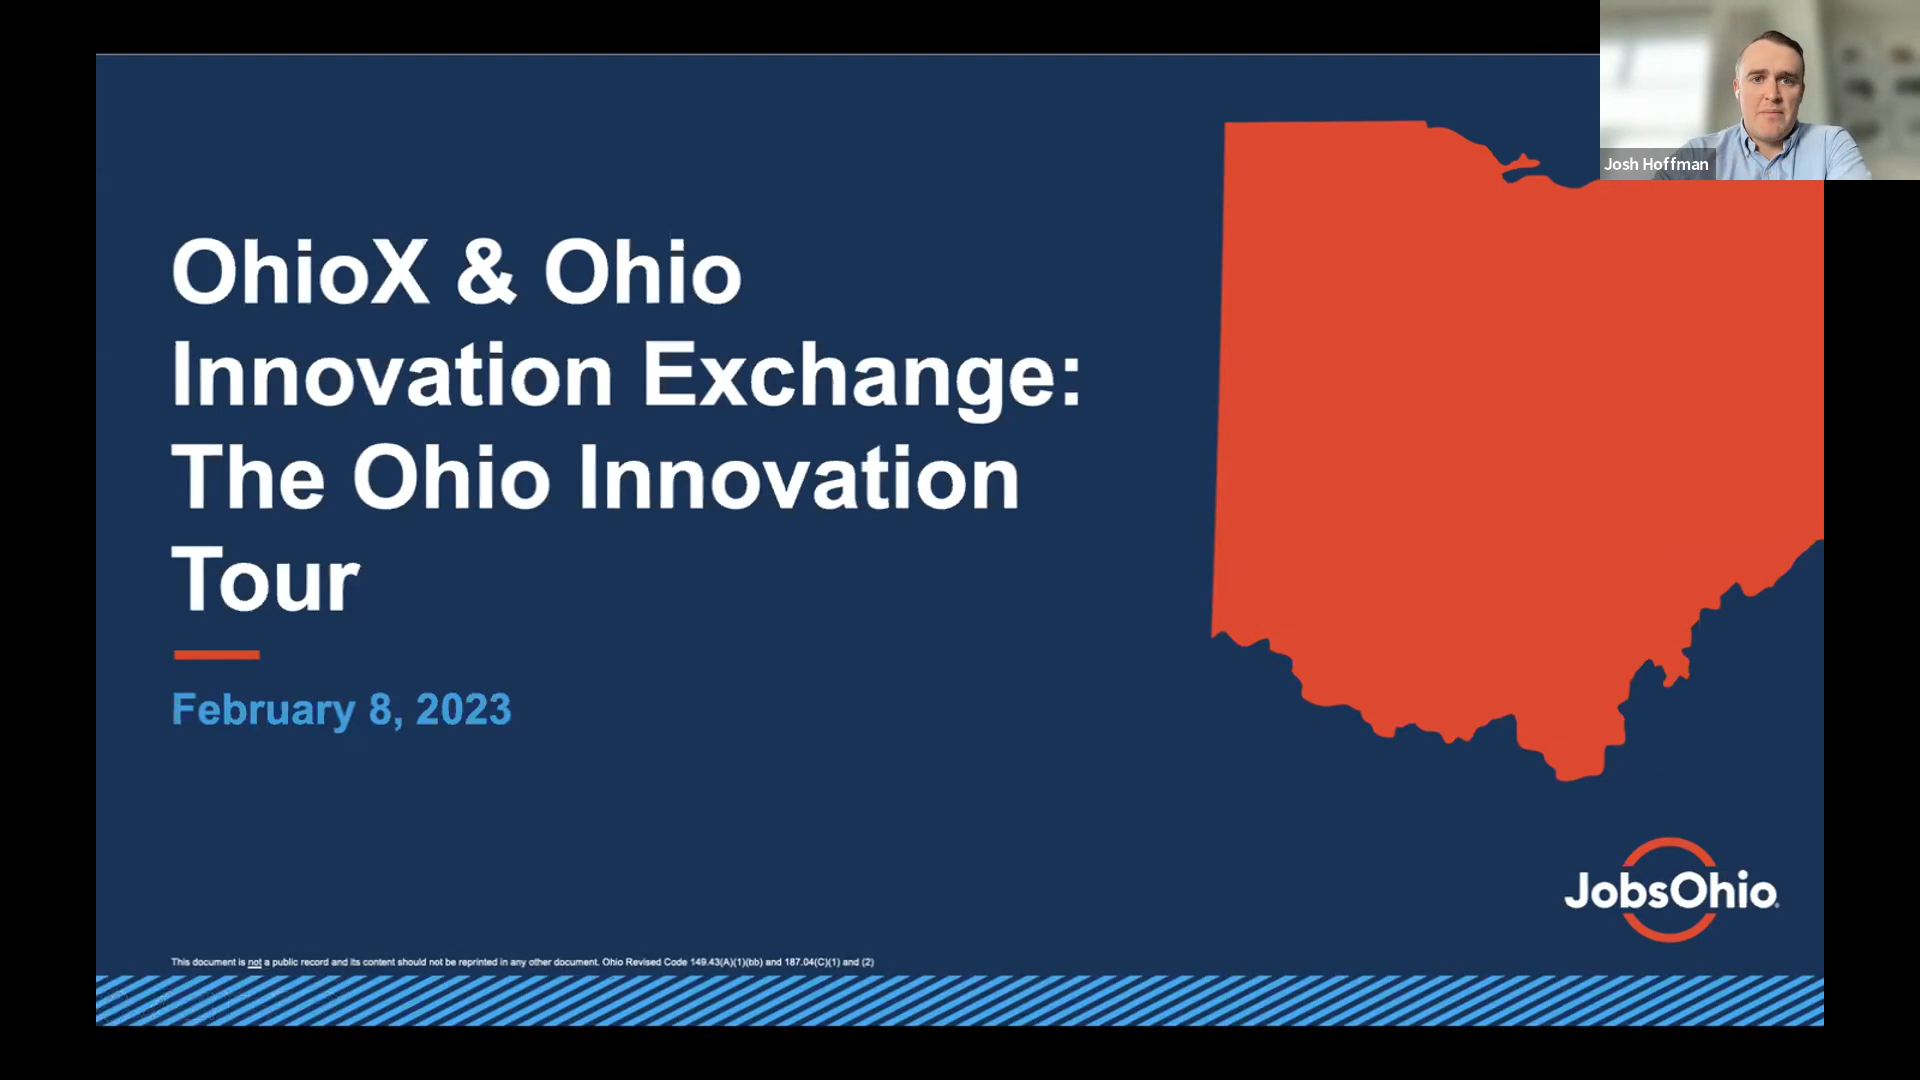 Josh Hoffman
OhioX & Ohio
Innovation Exchange:
The Ohio Innovation
Tour
February 8, 2023
JobsOhio®
This document is not a public record and its content should not be reprinted in any other document. Ohio Revised Code 149.43(A)(1)(bb) and 187.04(C)(1) and (2)